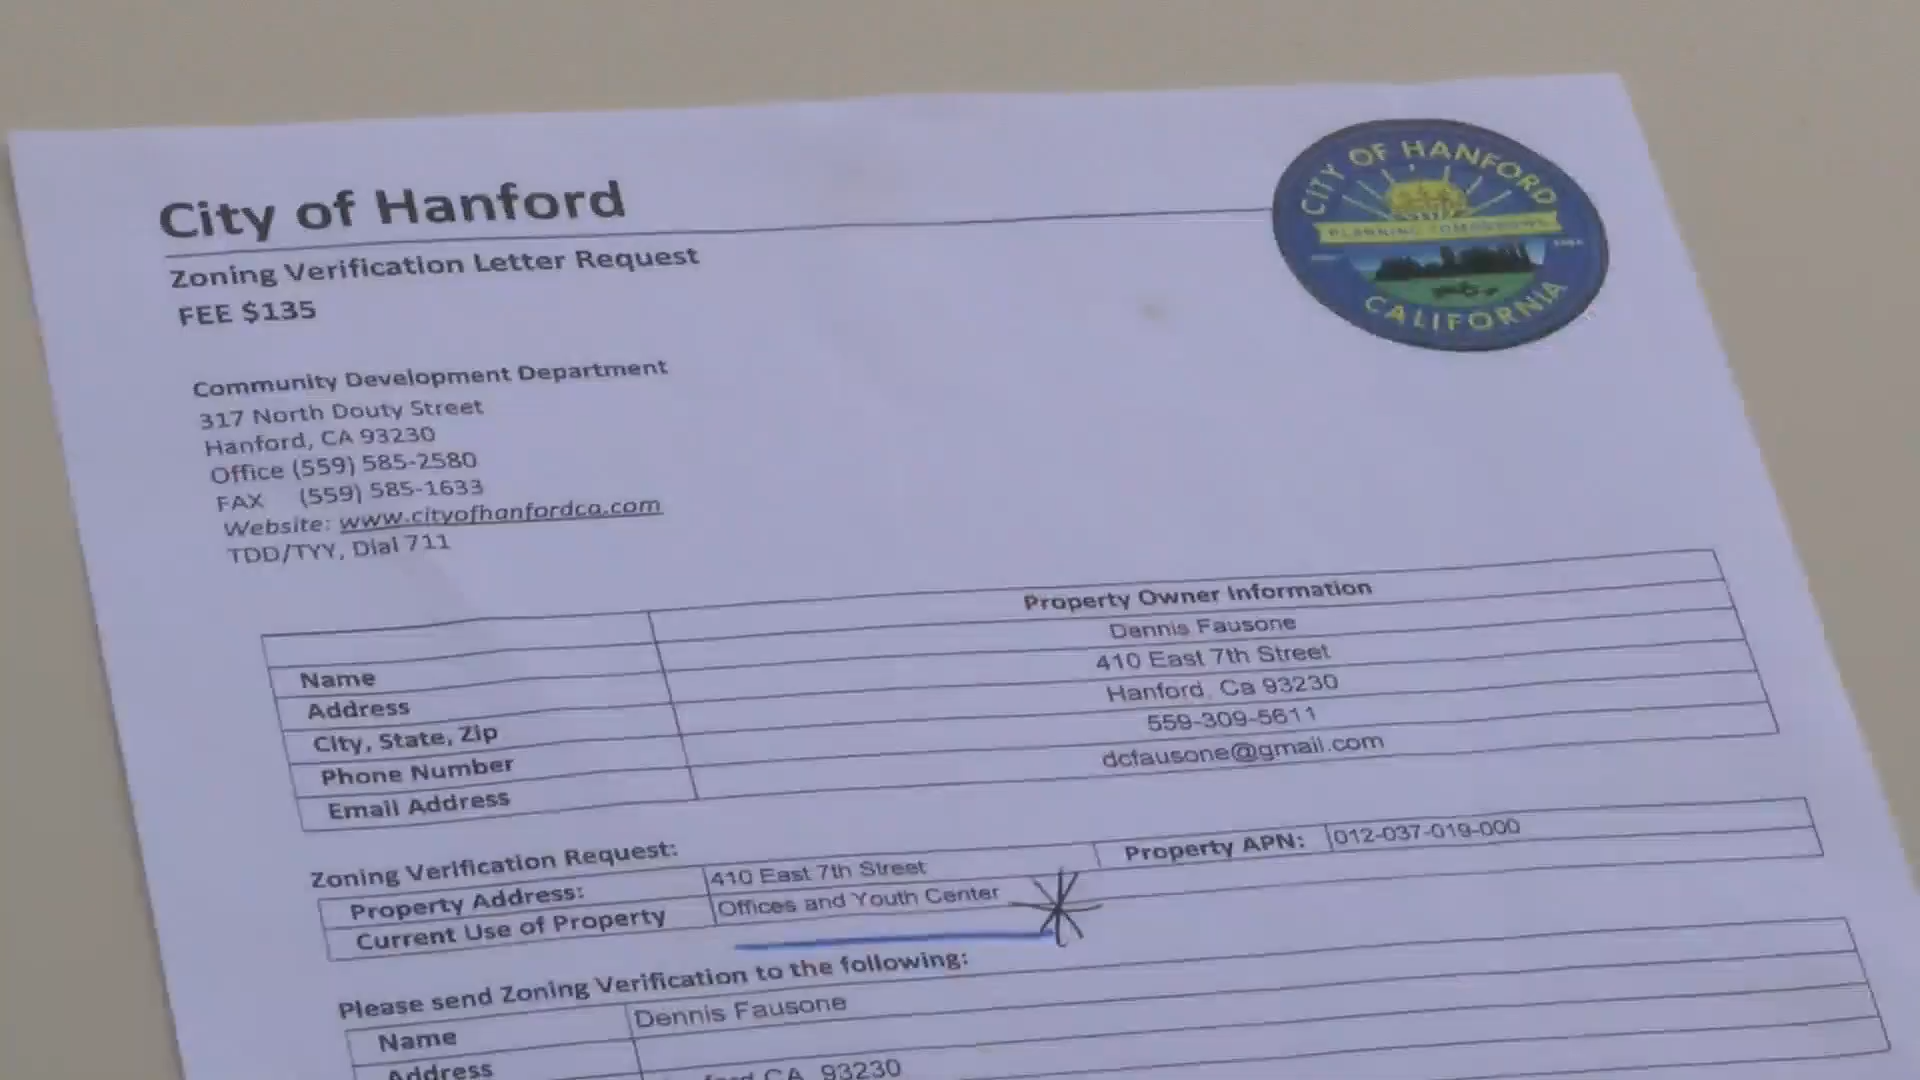 City of Hanford
CITY OF HANFORD
PLANNING TOMORROWS
CALIFORNIA
Zoning Verification Letter Request
FEE $135
Community Development Department
317 North Douty Street
Hanford, CA 93230
Office (559) 585-2580
FAX (559) 585-1633
Website: www.cityofhanfordca.com
TDD/TYY, Dial 711
Property Owner Information
Name Dennis Fausone
Address 410 East 7th Street
City, State, Zip Hanford, Ca 93230
Phone Number 559-309-5611
Email Address dcfausone@gmail.com
Zoning Verification Request:
Property Address: 410 East 7th Street Property APN: 012-037-019-000
Current Use of Property Offices and Youth Center
Please send Zoning Verification to the following:
Name Dennis Fausone
Address
CA, 93230